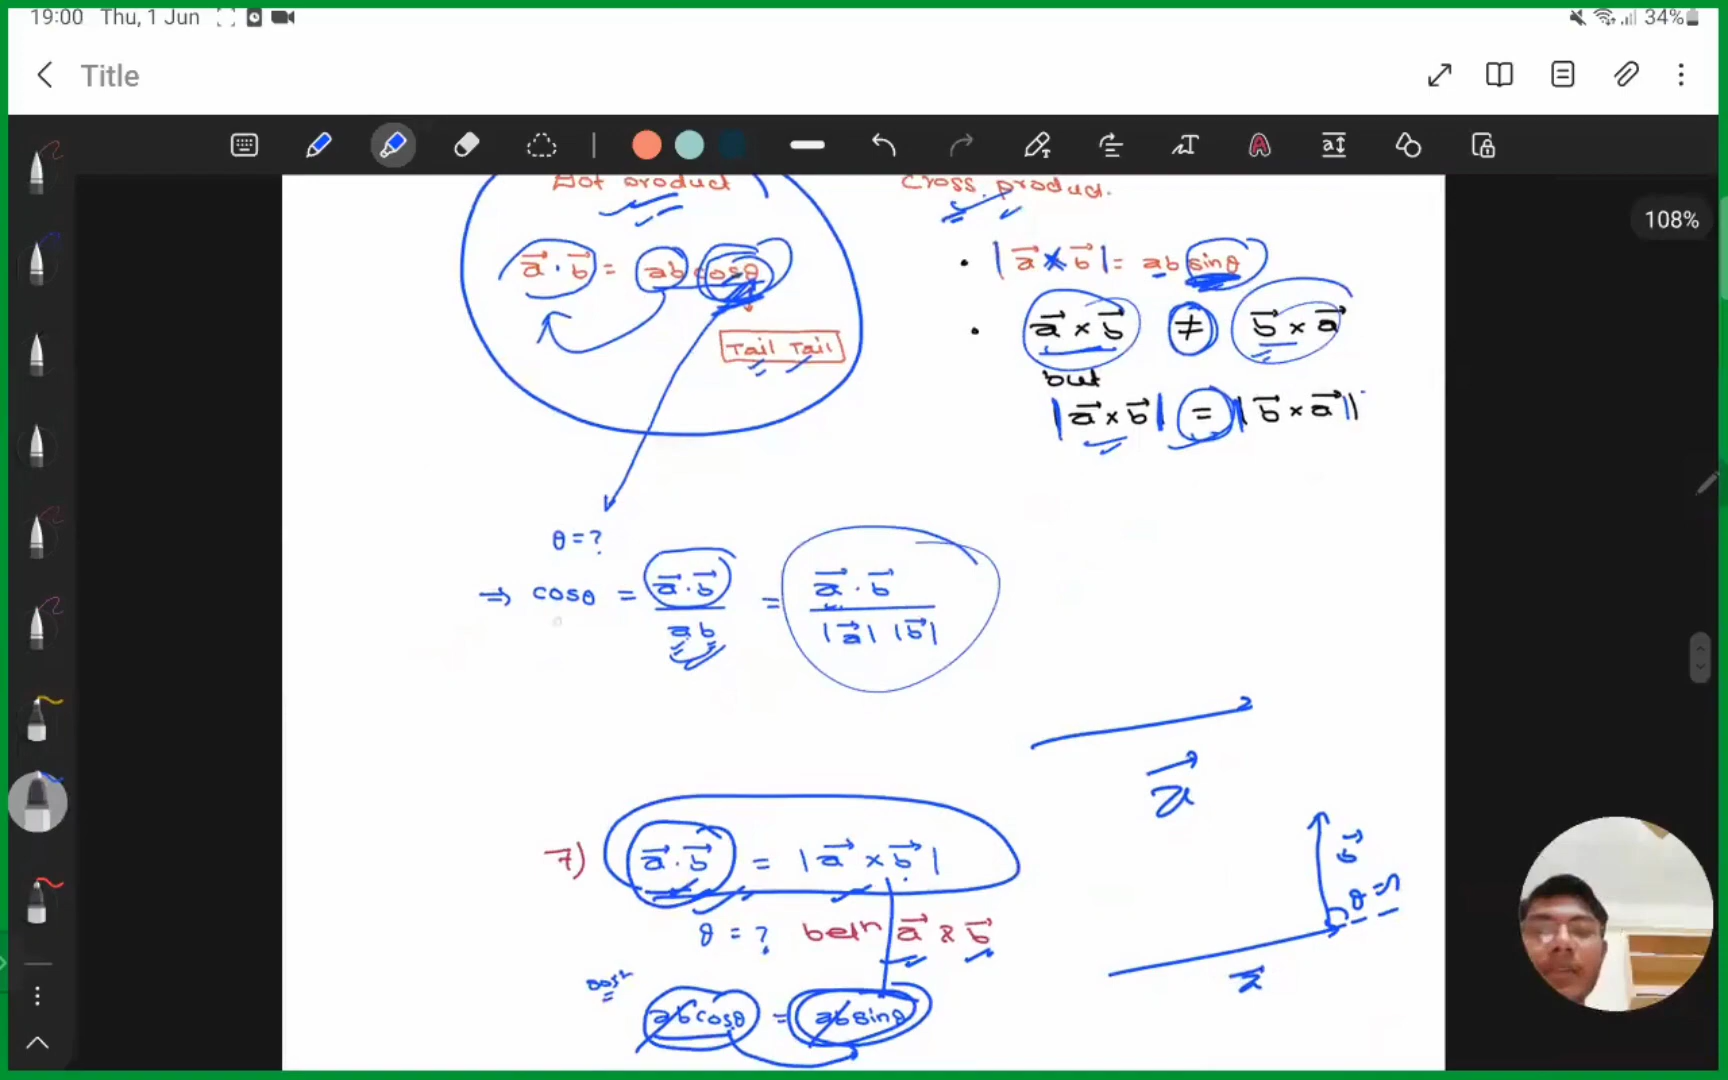 19:00 Thu, 1 Jun
34%
Title
108%
Dot product
Cross product.
a⃗ · b⃗ = ab cosθ
Tail Tail
• |a⃗ × b⃗| = ab sinθ
• a⃗ × b⃗ ≠ b⃗ × a⃗
but
|a⃗ × b⃗| = |b⃗ × a⃗|
θ = ?
⇒ cosθ = a⃗ · b⃗ / ab = a⃗ · b⃗ / |a⃗| |b⃗|
a⃗
7) a⃗ · b⃗ = |a⃗ × b⃗|
θ = ? betn a⃗ & b⃗
b⃗
a⃗
ab cosθ = ab sinθ